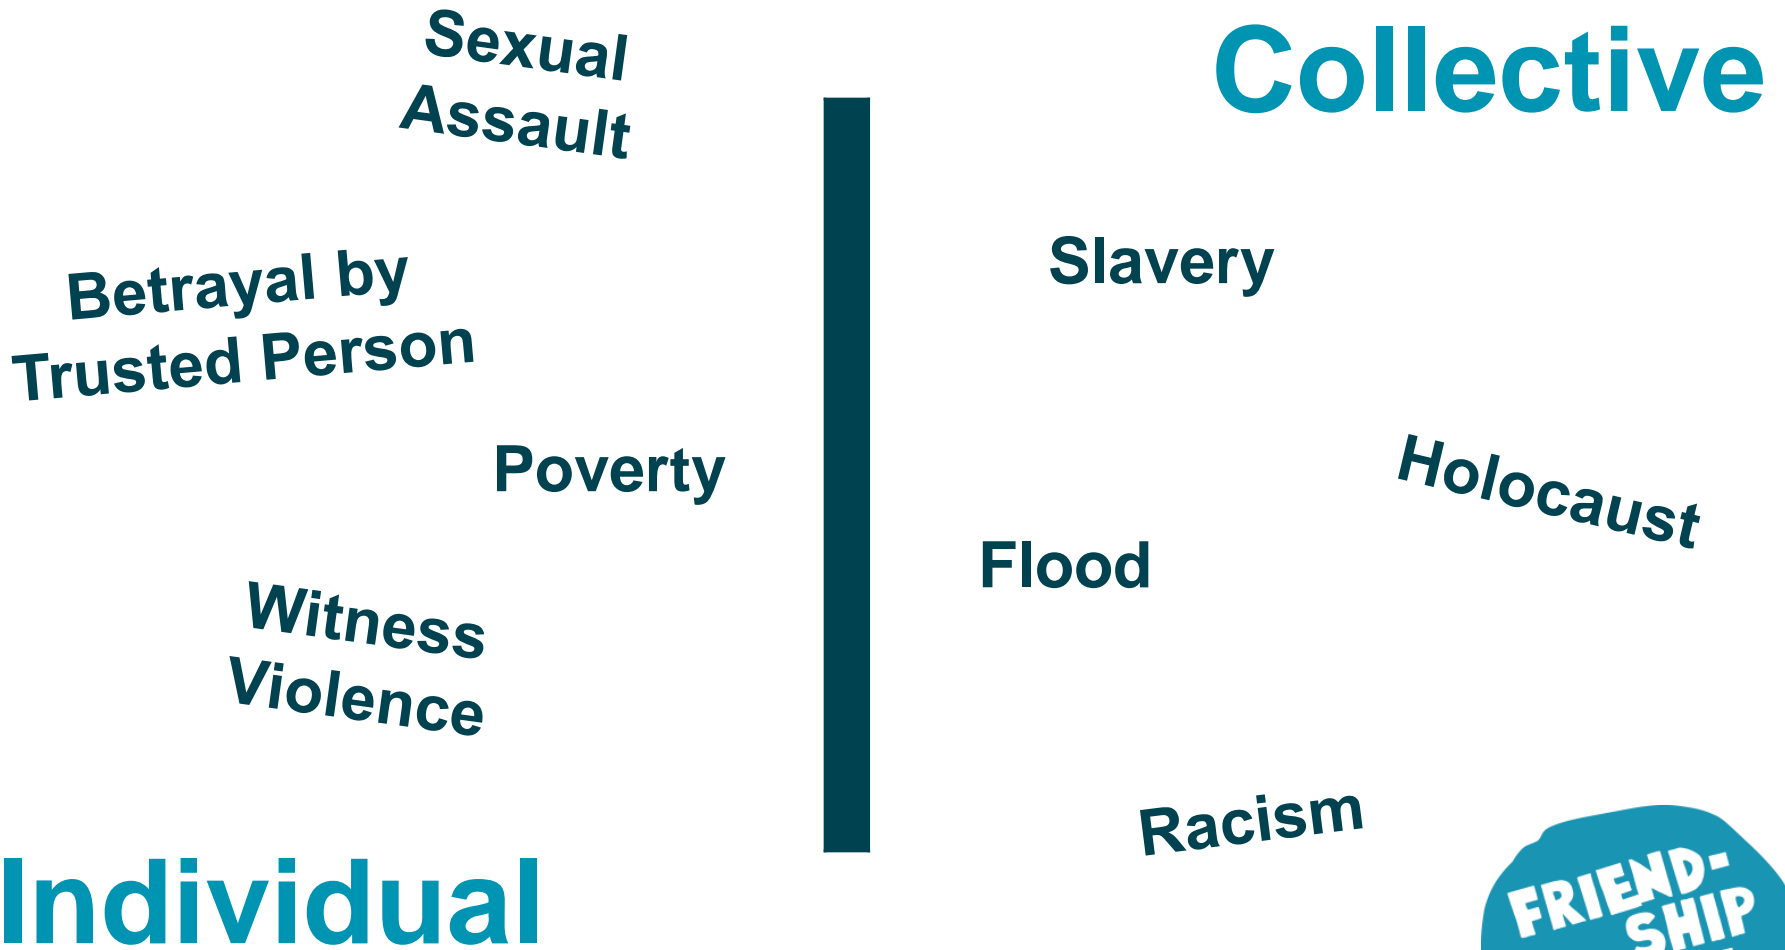 Sexual
Assault
Betrayal by
Trusted Person
Poverty
Witness
Violence
Individual
Collective
Slavery
Holocaust
Flood
Racism
FRIEND-
SHIP